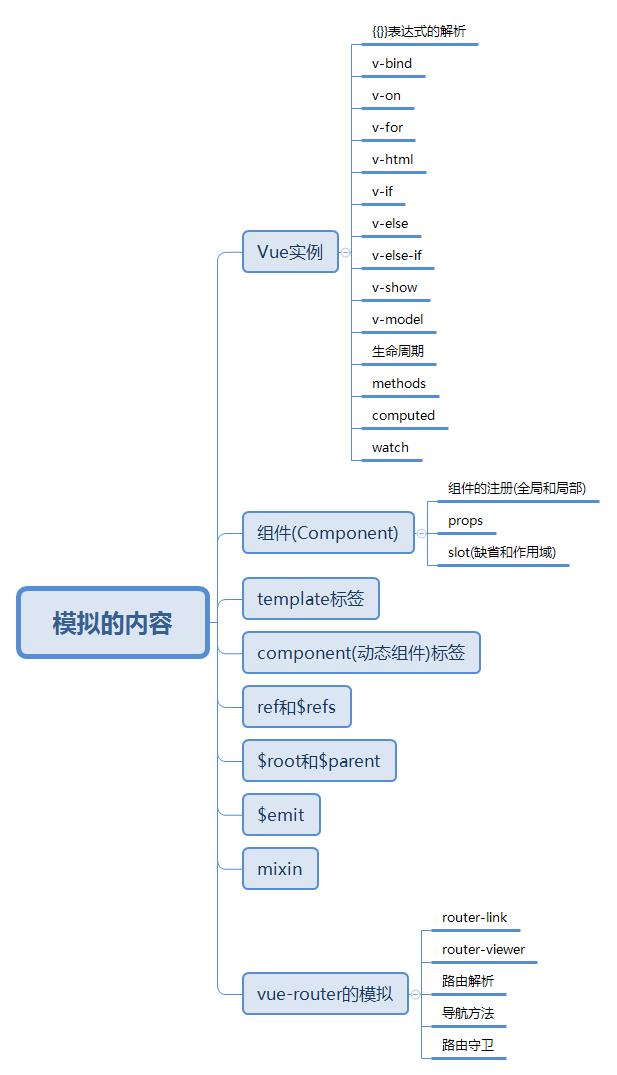 模拟的内容
Vue实例
{{}}表达式的解析
v-bind
v-on
v-for
v-html
v-if
v-else
v-else-if
v-show
v-model
生命周期
methods
computed
watch
组件(Component)
组件的注册(全局和局部)
props
slot(缺省和作用域)
template标签
component(动态组件)标签
ref和$refs
$root和$parent
$emit
mixin
vue-router的模拟
router-link
router-viewer
路由解析
导航方法
路由守卫